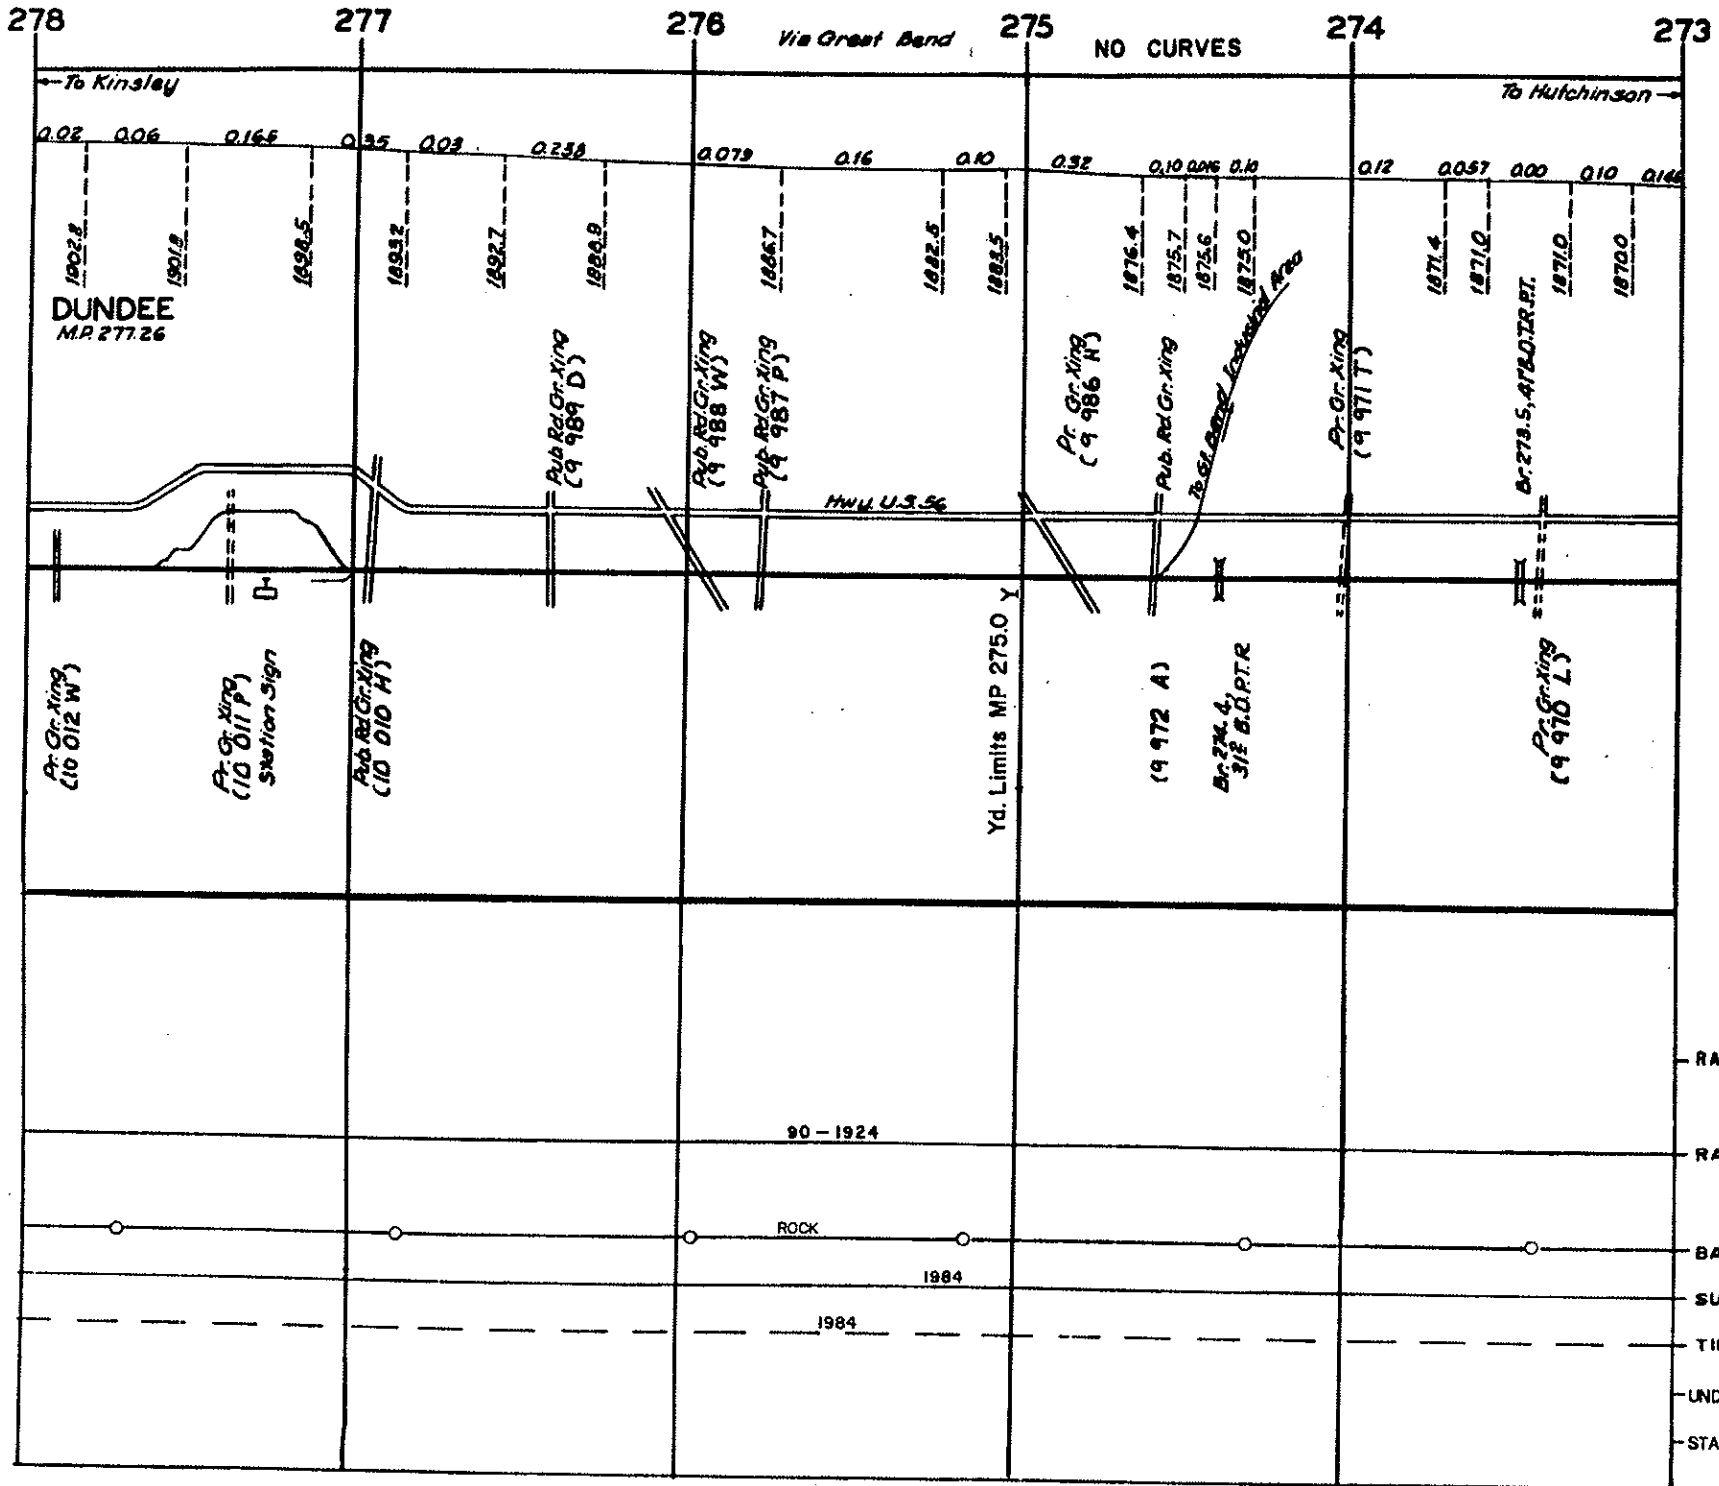 278 277 276 275 274 273
Via Great Bend
NO CURVES
←To Kinsley
To Hutchinson→
0.02 0.06 0.165 0.35 0.03 0.238 0.079 0.16 0.10 0.32 0.10 0.016 0.10 0.12 0.057 0.00 0.10 0.146
1902.8
1901.8
1898.5
1893.2
1892.7
1888.9
1886.7
1882.5
1883.5
1876.4
1875.7
1875.6
1875.0
1871.4
1871.0
1871.0
1870.0
DUNDEE
M.P. 277.26
Pub. Rd. Gr. Xing
(9 989 D)
Pub. Rd. Gr. Xing
(9 988 W)
Pub. Rd. Gr. Xing
(9 987 P)
Pr. Gr. Xing
(9 986 H)
Pub. Rd. Gr. Xing
To Gt. Bend Industrial Area
Pr. Gr. Xing
(9 971 T)
Br. 273.5,
Hwy. U.S. 56
Pr. Gr. Xing
(10 012 W)
Pr. Gr. Xing
(10 011 P)
Station Sign
Pub. Rd. Gr. Xing
(10 010 H)
Yd. Limits MP 275.0 Y
(9 972 A)
Br. 274.4,
B.D.P.T.R
Pr. Gr. Xing
(9 970 L)
RA
90-1924
RA
ROCK
BA
1984
SU
1984
TI
UND
STA